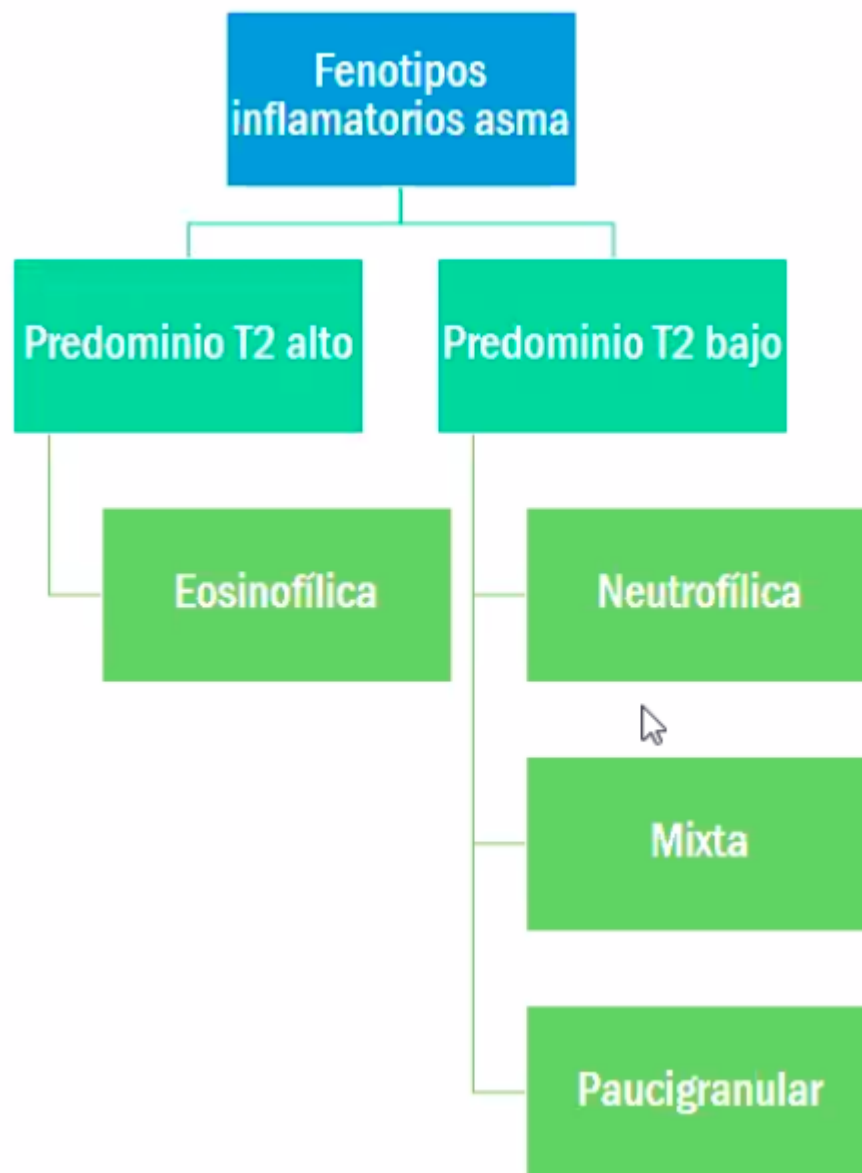 Fenotipos
inflamatorios asma
Predominio T2 alto
Predominio T2 bajo
Eosinofílica
Neutrofílica
Mixta
Paucigranular